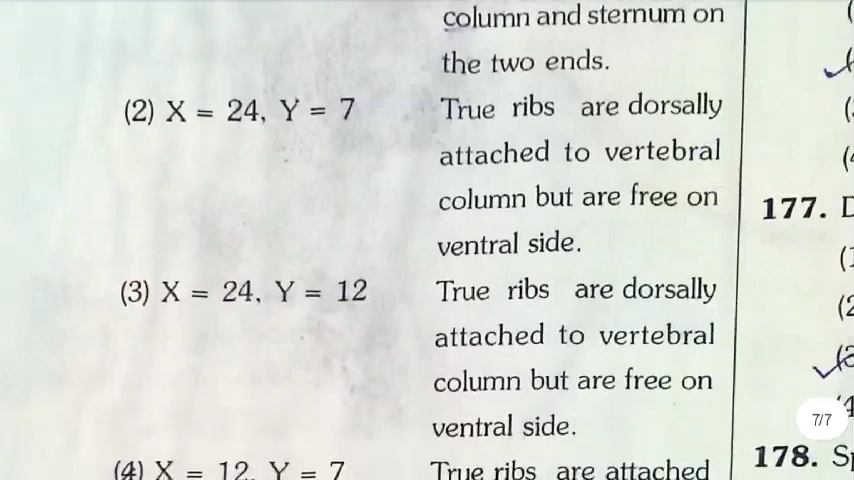 column and sternum on
the two ends.
(2) X = 24, Y = 7 True ribs are dorsally
attached to vertebral
column but are free on
ventral side.
(3) X = 24, Y = 12 True ribs are dorsally
attached to vertebral
column but are free on
ventral side.
(4) X = 12, Y = 7 True ribs are attached
177.
7/7
178. Sp